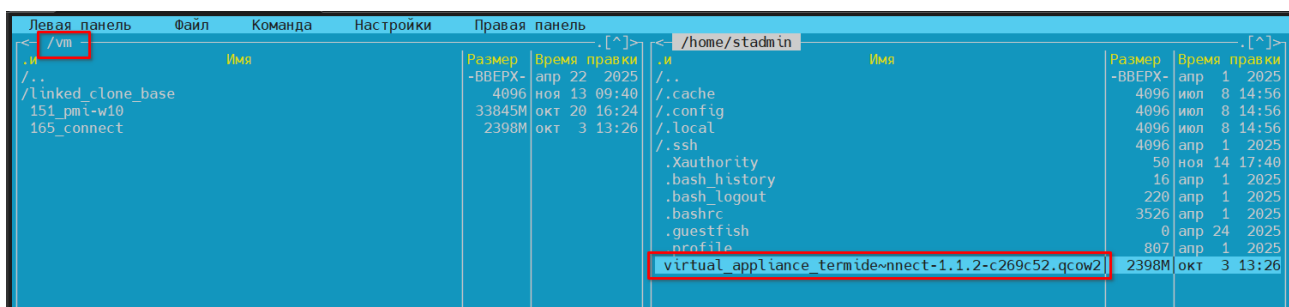 Левая панель Файл Команда Настройки Правая панель
<- /vm .[^]> <- /home/stadmin .[^]>
.и Имя Размер Время правки .и Имя Размер Время правки
/.. -ВВЕРХ- апр 22 2025 /.. -ВВЕРХ- апр 1 2025
/linked_clone_base 4096 ноя 13 09:40 /.cache 4096 июл 8 14:56
151_pmi-w10 33845M окт 20 16:24 /.config 4096 июл 8 14:56
165_connect 2398M окт 3 13:26 /.local 4096 июл 8 14:56
/.ssh 4096 апр 1 2025
.Xauthority 50 ноя 14 17:40
.bash_history 16 апр 1 2025
.bash_logout 220 апр 1 2025
.bashrc 3526 апр 1 2025
.guestfish 0 апр 24 2025
.profile 807 апр 1 2025
virtual_appliance_termide~nnect-1.1.2-c269c52.qcow2 2398M окт 3 13:26